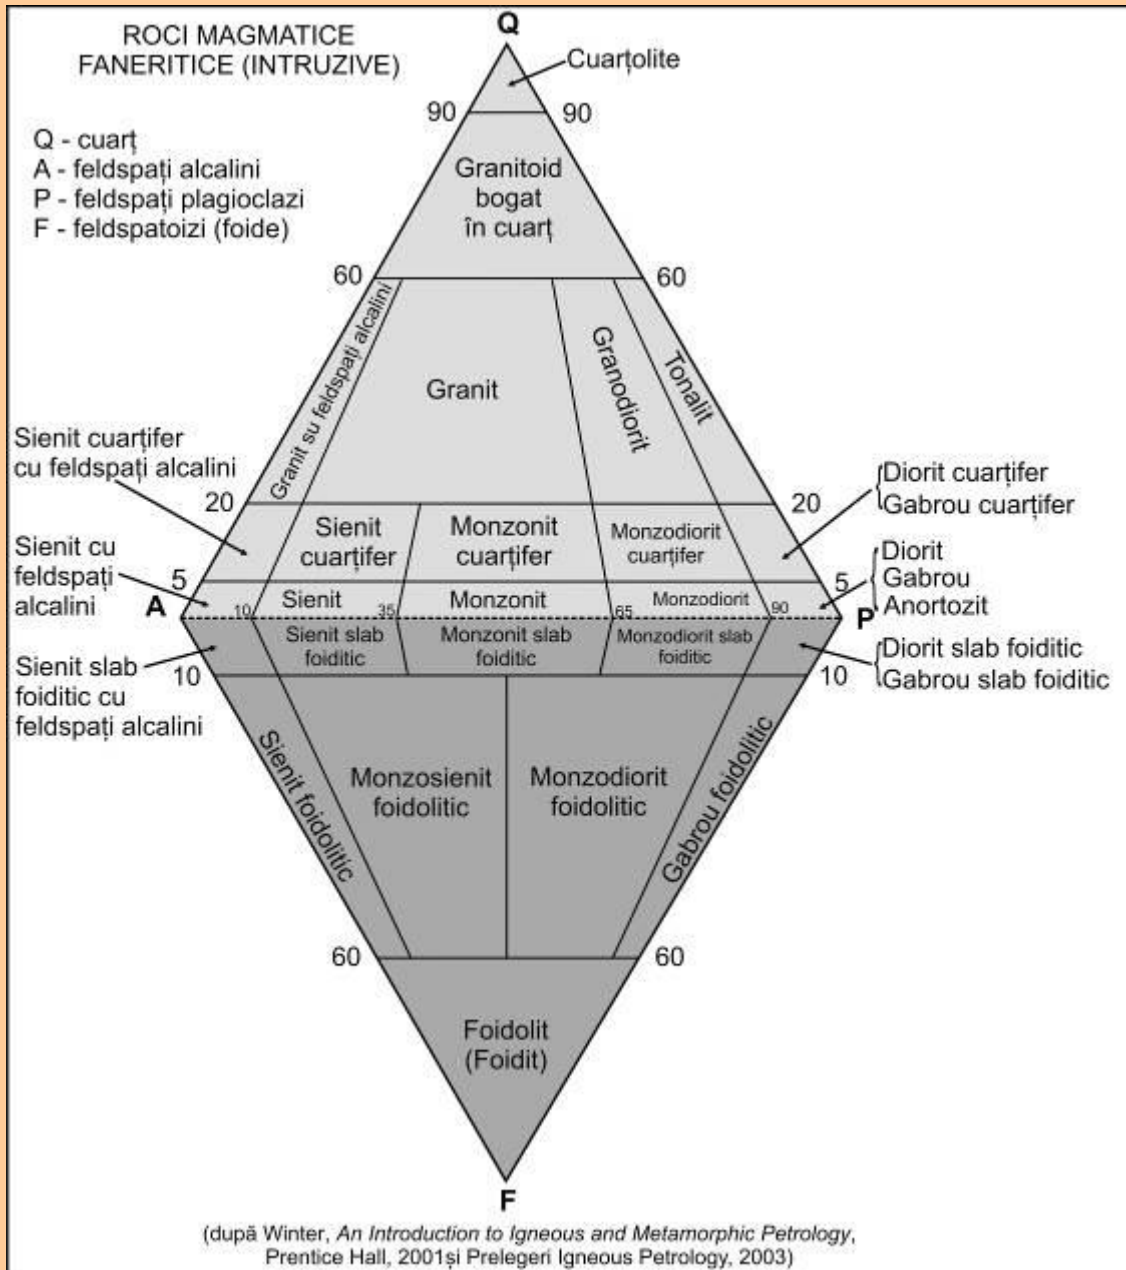 ROCI MAGMATICE
FANERITICE (INTRUZIVE)
Q
Cuarțolite
90
90
Q - cuarț
A - feldspați alcalini
P - feldspați plagioclazi
F - feldspatoizi (foide)
Granitoid
bogat
în cuarț
60
60
Granit su feldspați alcalini
Granit
Granodiorit
Tonalit
Sienit cuarțifer
cu feldspați alcalini
20
20
Diorit cuarțifer
Gabrou cuarțifer
Sienit
cuarțifer
Monzonit
cuarțifer
Monzodiorit
cuarțifer
Sienit cu
feldspați
alcalini
5
5
Diorit
Gabrou
Anortozit
A
10
Sienit
35
Monzonit
65
Monzodiorit
90
P
Sienit slab
foiditic
Monzonit slab
foiditic
Monzodiorit slab
foiditic
Sienit slab
foiditic cu
feldspați alcalini
10
10
Diorit slab foiditic
Gabrou slab foiditic
Sienit foidolitic
Monzosienit
foidolitic
Monzodiorit
foidolitic
Gabrou foidolitic
60
60
Foidolit
(Foidit)
F
(după Winter, An Introduction to Igneous and Metamorphic Petrology,
Prentice Hall, 2001și Prelegeri Igneous Petrology, 2003)